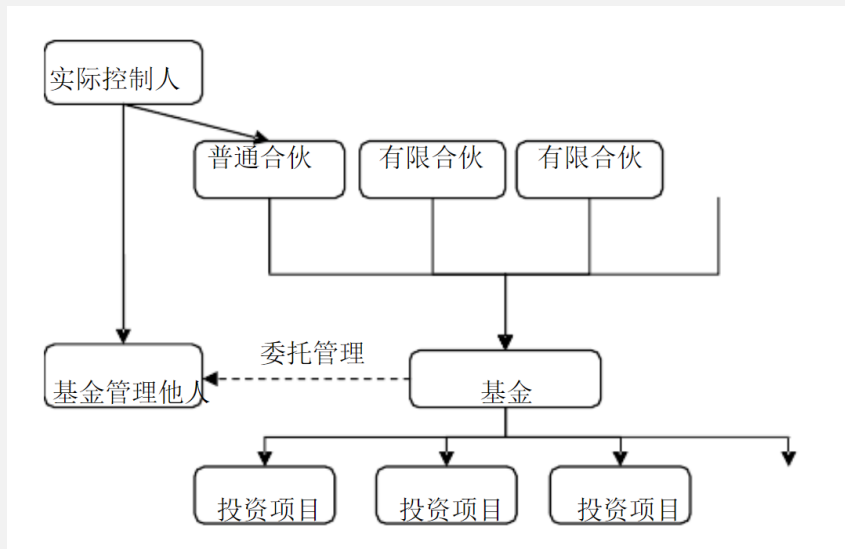 实际控制人
普通合伙
有限合伙
有限合伙
委托管理
基金管理他人
基金
投资项目
投资项目
投资项目